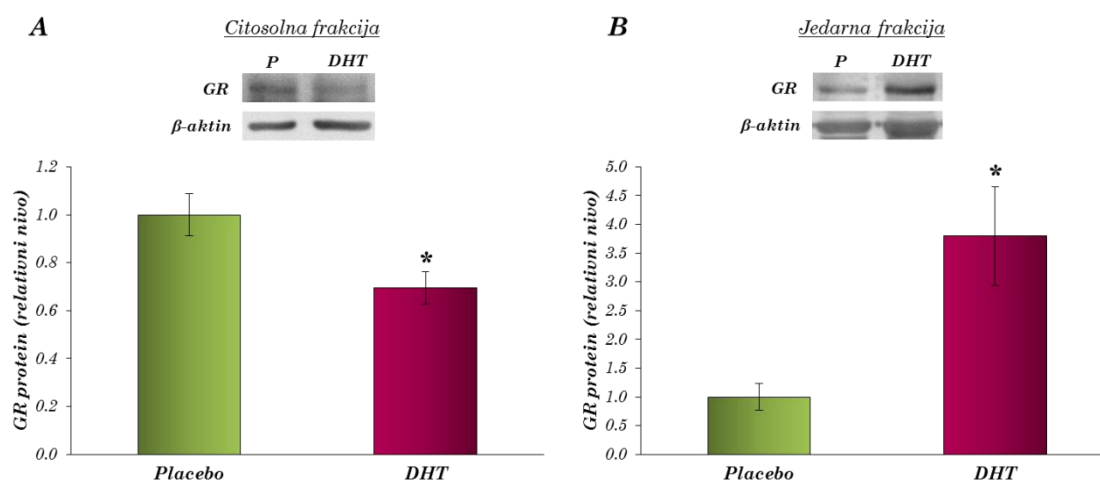 A
Citosolna frakcija
P DHT
GR
β-aktin
GR protein (relativni nivo)
1.2
1.0
0.8
0.6
0.4
0.2
0.0
*
Placebo DHT
B
Jedarna frakcija
P DHT
GR
β-aktin
GR protein (relativni nivo)
5.0
4.5
4.0
3.5
3.0
2.5
2.0
1.5
1.0
0.5
0.0
*
Placebo DHT